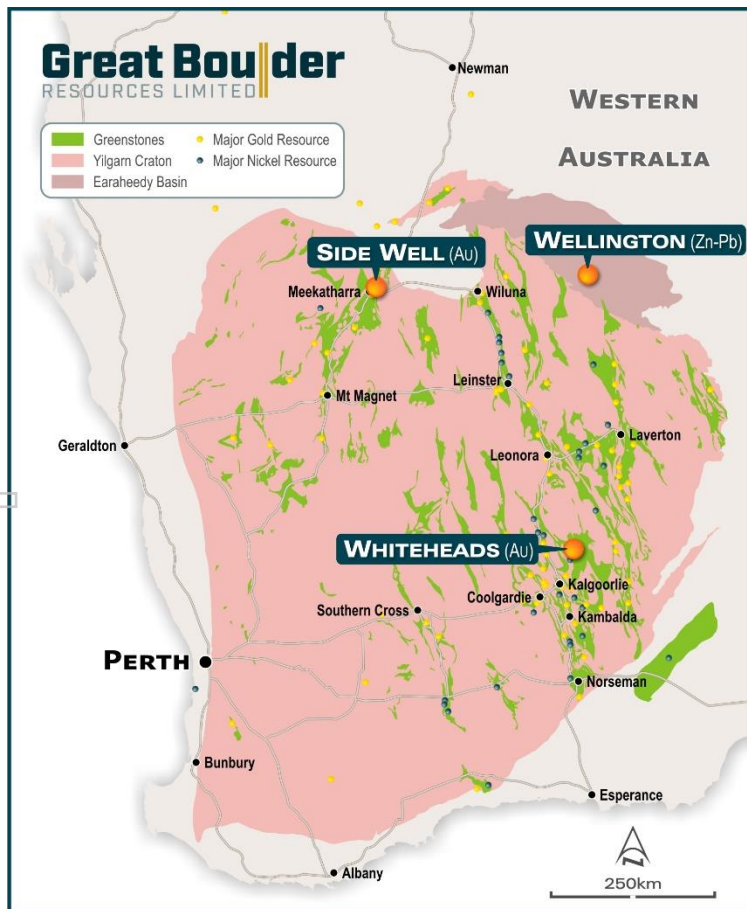 Great Boulder
RESOURCES LIMITED
Greenstones
Major Gold Resource
Yilgarn Craton
Major Nickel Resource
Earaheedy Basin
Newman
WESTERN
AUSTRALIA
SIDE WELL (Au)
WELLINGTON (Zn-Pb)
Meekatharra
Wiluna
Leinster
Mt Magnet
Laverton
Geraldton
Leonora
WHITEHEADS (Au)
Kalgoorlie
Coolgardie
Southern Cross
Kambalda
PERTH
Norseman
Bunbury
Esperance
Albany
N
250km